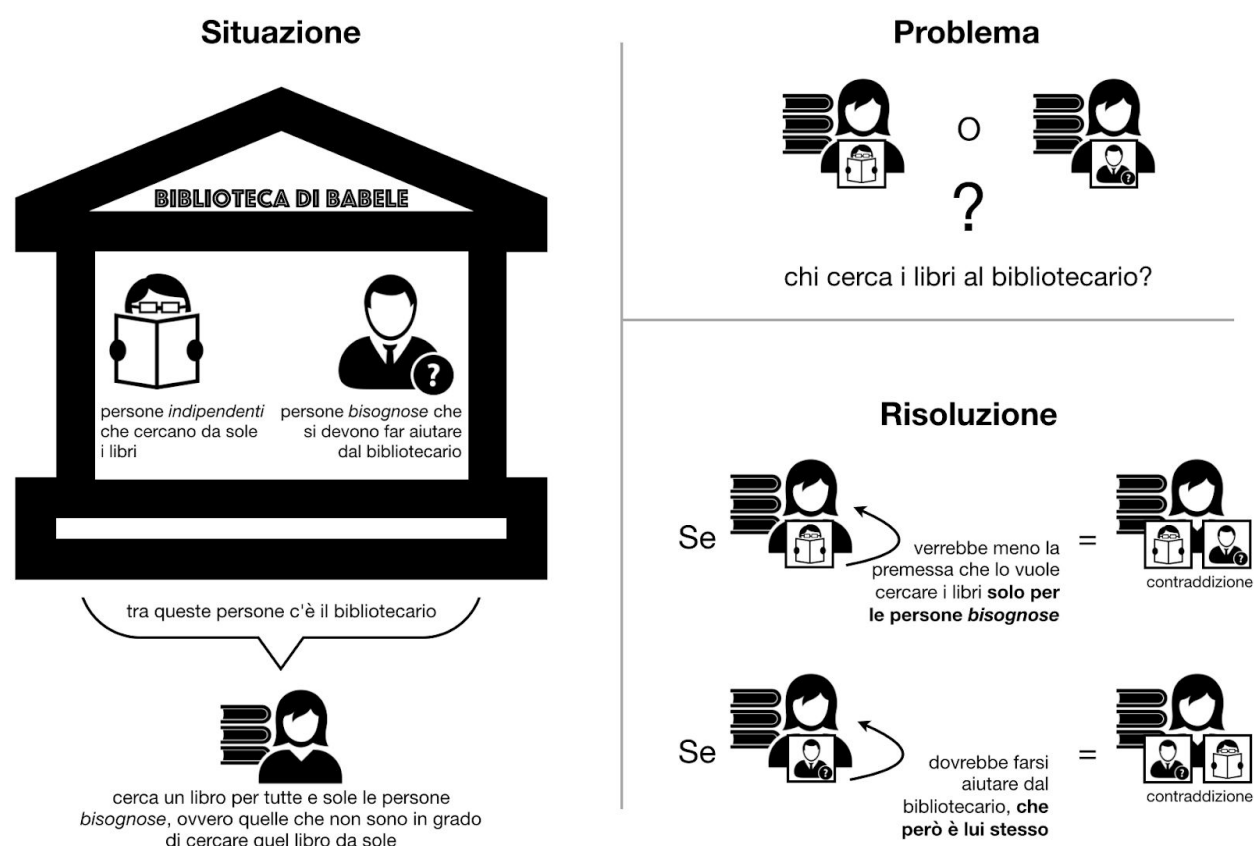 Situazione
BIBLIOTECA DI BABELE
persone indipendenti
che cercano da sole
i libri
persone bisognose che
si devono far aiutare
dal bibliotecario
tra queste persone c'è il bibliotecario
cerca un libro per tutte e sole le persone
bisognose, ovvero quelle che non sono in grado
di cercare quel libro da sole
Problema
o
?
chi cerca i libri al bibliotecario?
Risoluzione
Se
verrebbe meno la
premessa che lo vuole
cercare i libri solo per
le persone bisognose
=
contraddizione
Se
dovrebbe farsi
aiutare dal
bibliotecario, che
però è lui stesso
=
contraddizione